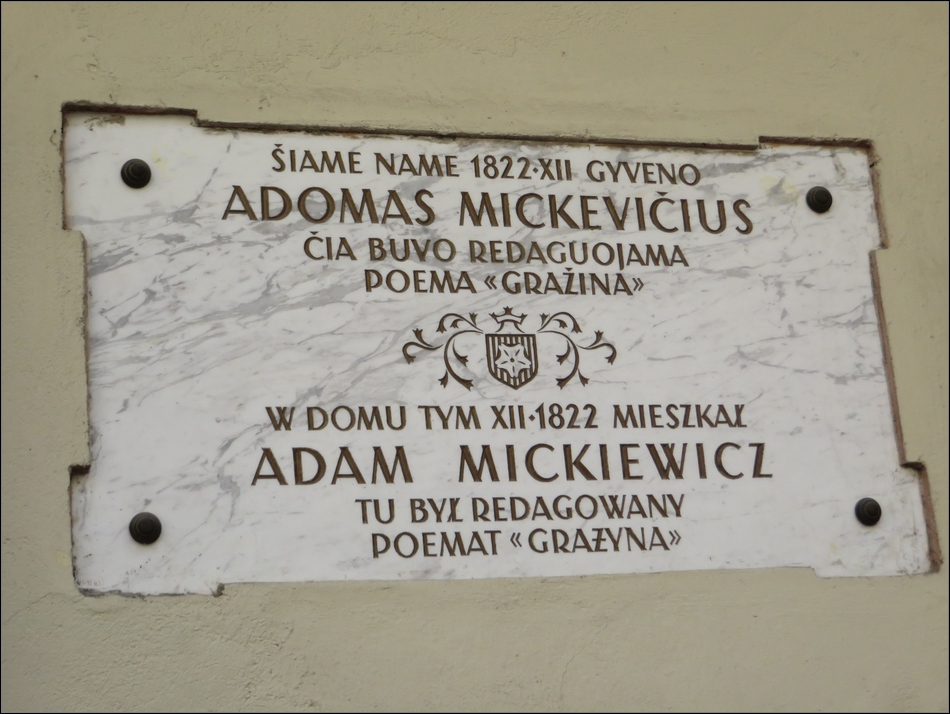 ŠIAME NAME 1822·XII GYVENO
ADOMAS MICKEVIČIUS
ČIA BUVO REDAGUOJAMA
POEMA «GRAŽINA»
W DOMU TYM XII·1822 MIESZKAŁ
ADAM MICKIEWICZ
TU BYŁ REDAGOWANY
POEMAT «GRAŻYNA»